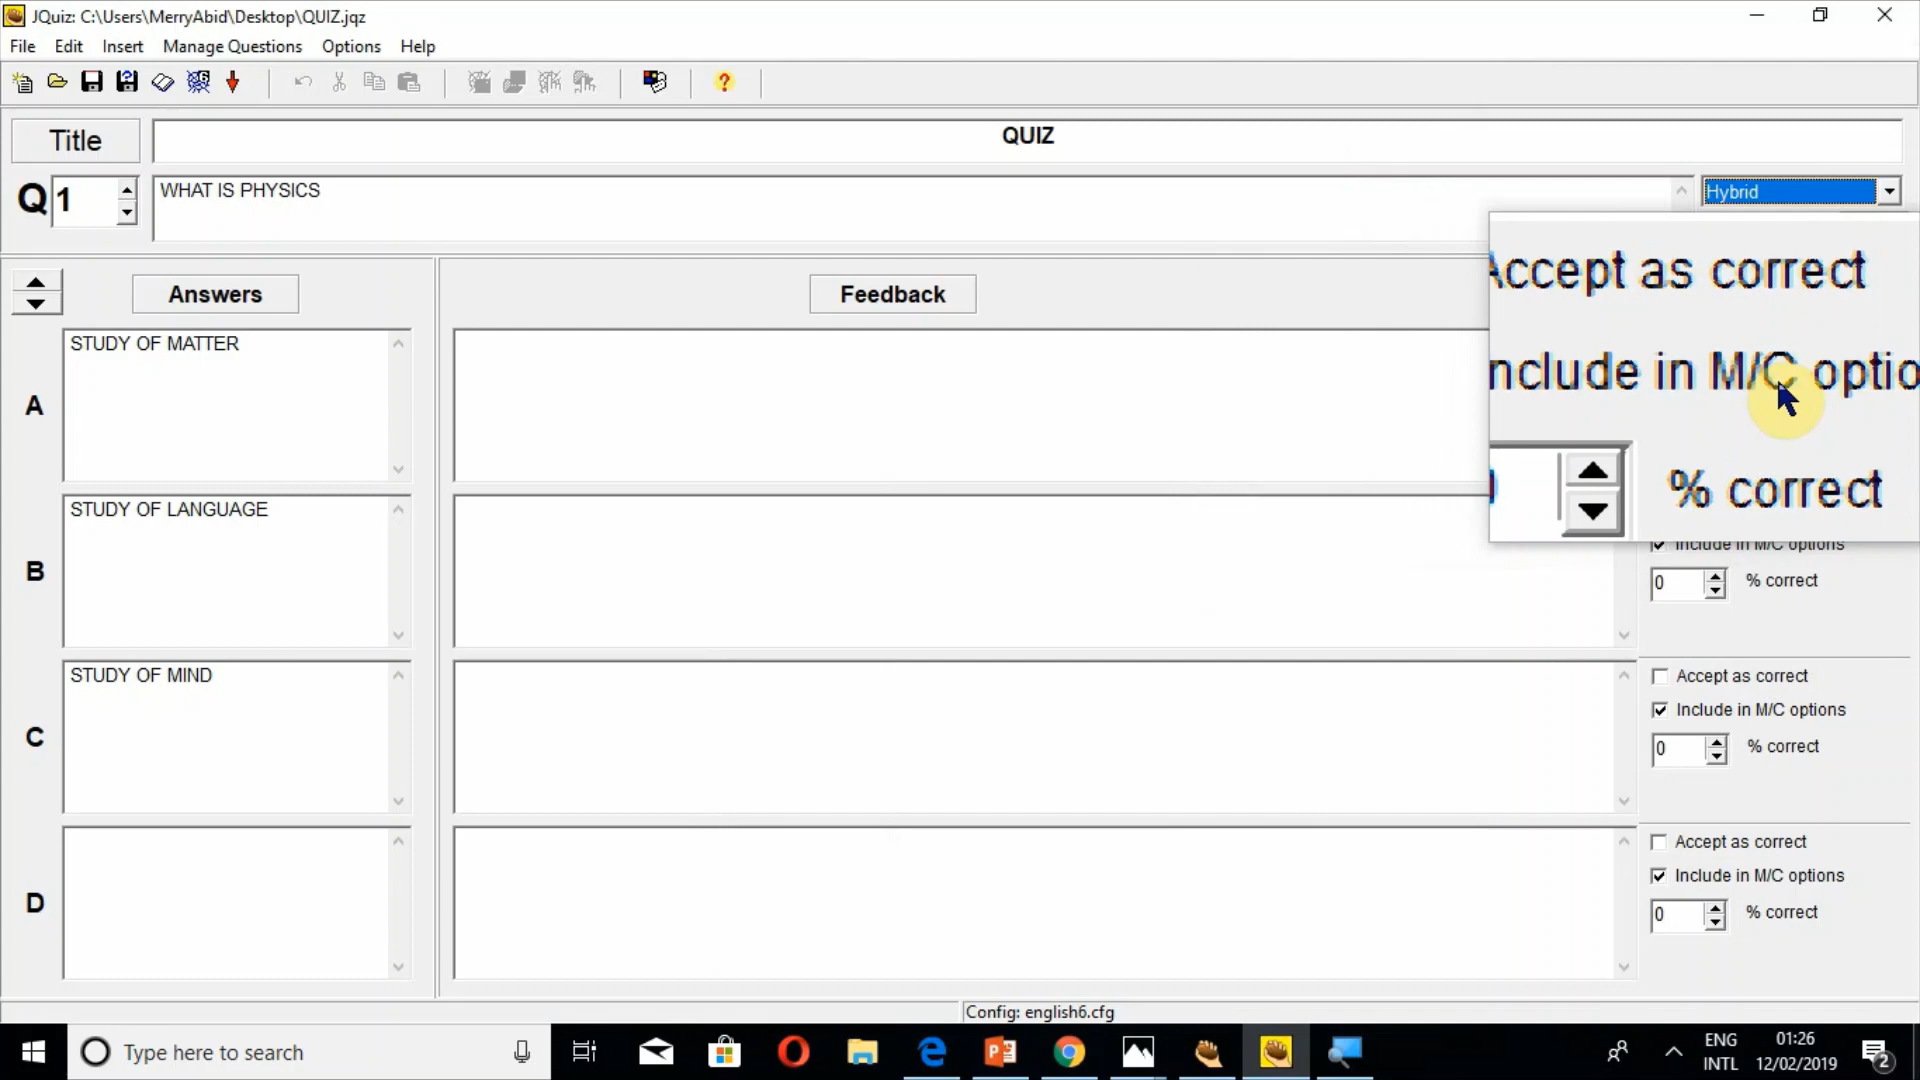 JQuiz: C:\Users\MerryAbid\Desktop\QUIZ.jqz
File Edit Insert Manage Questions Options Help
Title
QUIZ
Q 1
WHAT IS PHYSICS
Hybrid
Accept as correct
Include in M/C optio
% correct
Answers
Feedback
A
STUDY OF MATTER
B
STUDY OF LANGUAGE
Include in M/C options
0 % correct
C
STUDY OF MIND
Accept as correct
Include in M/C options
0 % correct
D
Accept as correct
Include in M/C options
0 % correct
Config: english6.cfg
Type here to search
ENG
INTL
01:26
12/02/2019
2